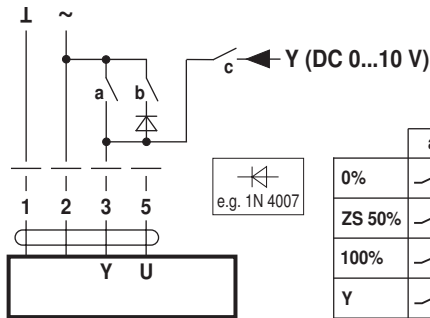 ⊥ ~
a b c Y (DC 0...10 V)
e.g. 1N 4007
1 2 3 5
Y U
a
0%
ZS 50%
100%
Y